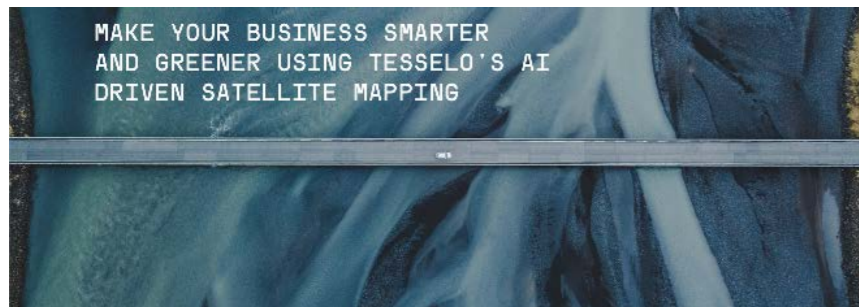 MAKE YOUR BUSINESS SMARTER
AND GREENER USING TESSELO'S AI
DRIVEN SATELLITE MAPPING